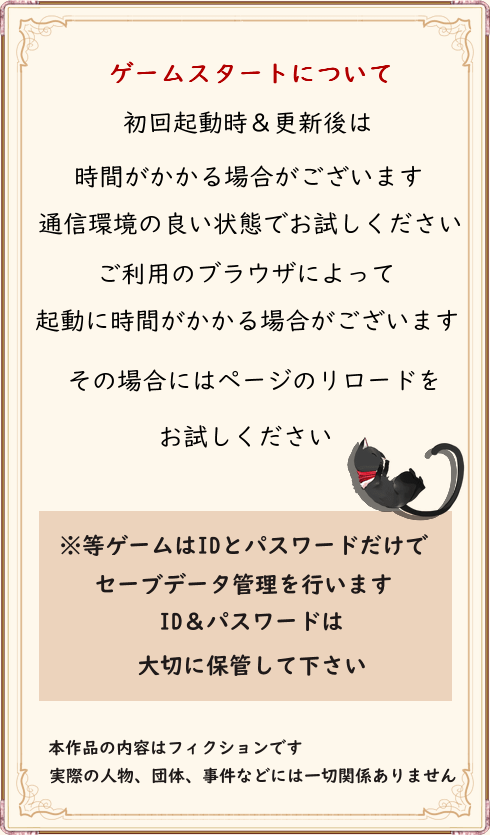 ゲームスタートについて
初回起動時＆更新後は
時間がかかる場合がございます
通信環境の良い状態でお試しください
ご利用のブラウザによって
起動に時間がかかる場合がございます
その場合にはページのリロードを
お試しください
※等ゲームはIDとパスワードだけで
セーブデータ管理を行います
ID＆パスワードは
大切に保管して下さい
本作品の内容はフィクションです
実際の人物、団体、事件などには一切関係ありません